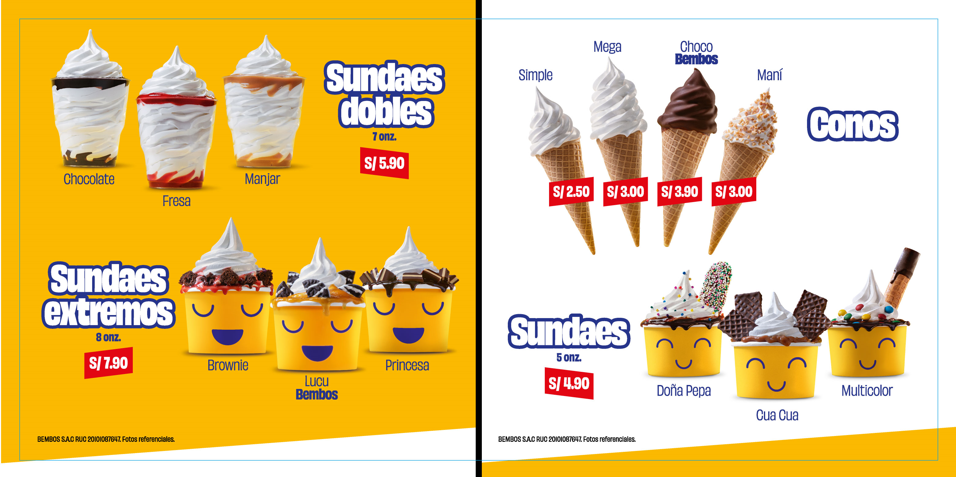 Sundaes
dobles
7 onz.
S/ 5.90
Chocolate
Fresa
Manjar
Sundaes
extremos
8 onz.
S/ 7.90
Brownie
Lucu
Bembos
Princesa
BEMBOS S.A.C RUC 20101087647. Fotos referenciales.
Simple
Mega
Choco
Bembos
Maní
Conos
S/ 2.50
S/ 3.00
S/ 3.90
S/ 3.00
Sundaes
5 onz.
S/ 4.90
Doña Pepa
Cua Cua
Multicolor
BEMBOS S.A.C RUC 20101087647. Fotos referenciales.